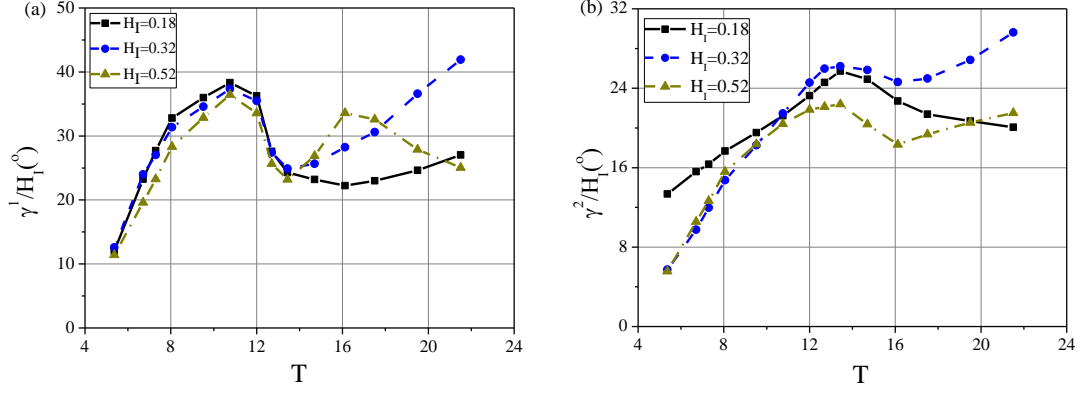 (a)
50
40
30
20
10
0
γ¹/H_I(°)
H_I=0.18
H_I=0.32
H_I=0.52
4 8 12 16 20 24
T
(b)
32
24
16
8
0
γ²/H_I(°)
H_I=0.18
H_I=0.32
H_I=0.52
4 8 12 16 20 24
T